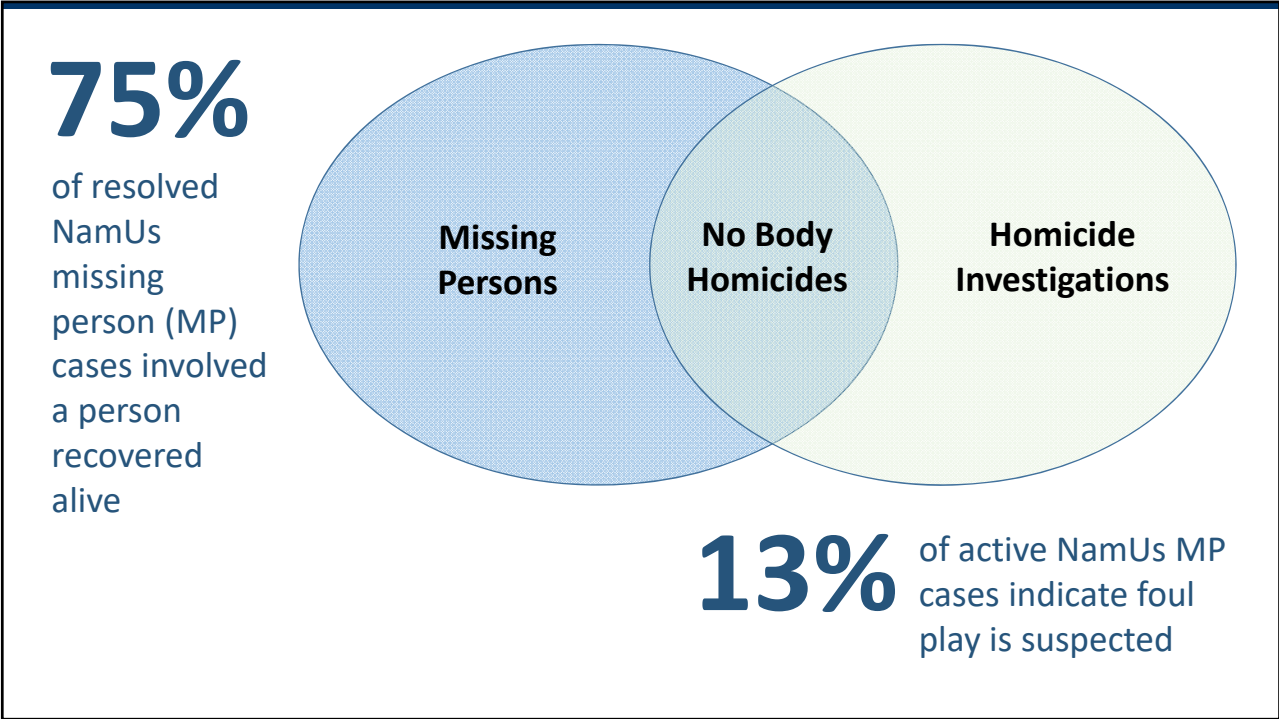 75%
of resolved
NamUs
missing
person (MP)
cases involved
a person
recovered
alive
Missing
Persons
No Body
Homicides
Homicide
Investigations
13%
of active NamUs MP
cases indicate foul
play is suspected